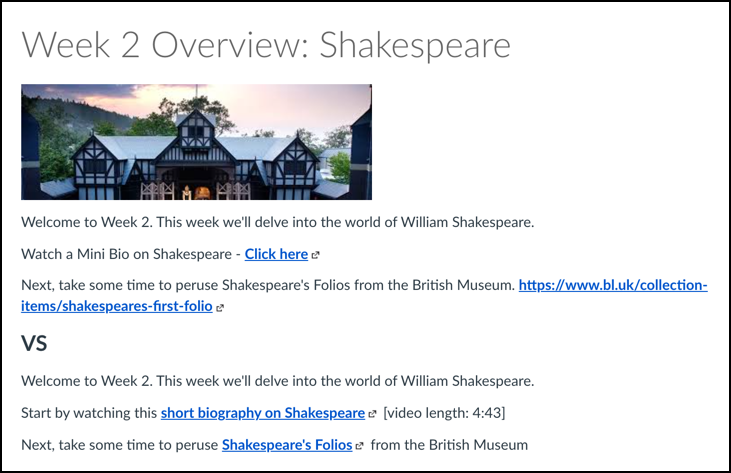 Week 2 Overview: Shakespeare
Welcome to Week 2. This week we'll delve into the world of William Shakespeare.
Watch a Mini Bio on Shakespeare - Click here
Next, take some time to peruse Shakespeare's Folios from the British Museum. https://www.bl.uk/collection-
items/shakespeares-first-folio
VS
Welcome to Week 2. This week we'll delve into the world of William Shakespeare.
Start by watching this short biography on Shakespeare [video length: 4:43]
Next, take some time to peruse Shakespeare's Folios from the British Museum